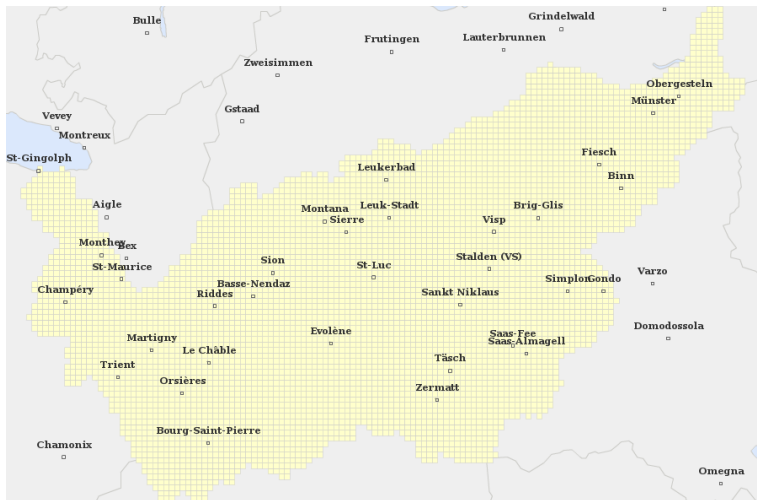 Bulle
Grindelwald
Frutingen
Lauterbrunnen
Zweisimmen
Obergesteln
Gstaad
Münster
Vevey
Montreux
St-Gingolph
Fiesch
Leukerbad
Binn
Aigle
Montana
Leuk-Stadt
Brig-Glis
Sierre
Visp
Monthey
Bex
Sion
St-Luc
Stalden (VS)
St-Maurice
Varzo
Basse-Nendaz
Simplon
Gondo
Champéry
Riddes
Sankt Niklaus
Domodossola
Evolène
Saas-Fee
Martigny
Saas-Almagell
Le Châble
Trient
Täsch
Orsières
Zermatt
Bourg-Saint-Pierre
Chamonix
Omegna